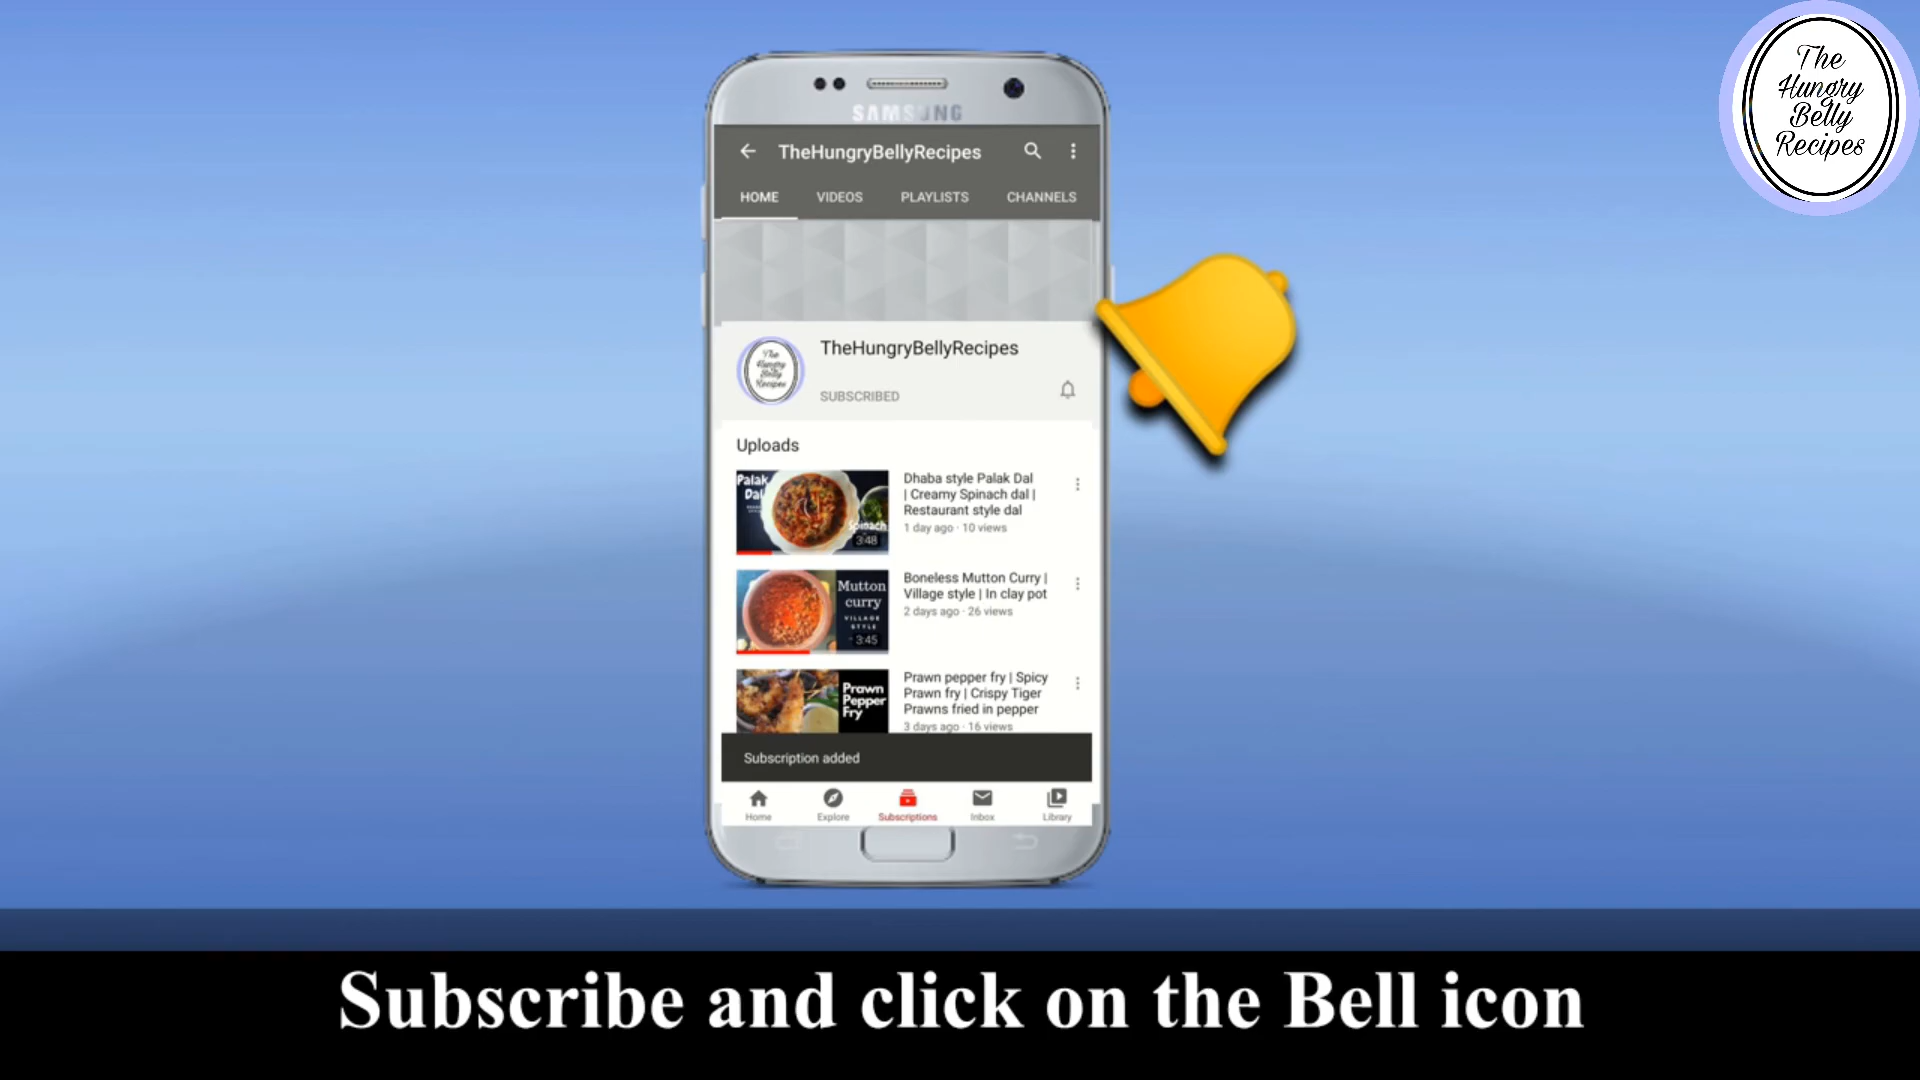 The
Hungry
Belly
Recipes
SAMSUNG
TheHungryBellyRecipes
HOME VIDEOS PLAYLISTS CHANNELS
The
Hungry
Belly
Recipes
TheHungryBellyRecipes
SUBSCRIBED
Uploads
Palak
Dal
Spinach
3:48
Dhaba style Palak Dal
| Creamy Spinach dal |
Restaurant style dal
1 day ago · 10 views
Mutton
curry
VILLAGE
STYLE
3:45
Boneless Mutton Curry |
Village style | In clay pot
2 days ago · 26 views
Prawn
Pepper
Fry
Prawn pepper fry | Spicy
Prawn fry | Crispy Tiger
Prawns fried in pepper
3 days ago · 16 views
Subscription added
Home Explore Subscriptions Inbox Library
Subscribe and click on the Bell icon